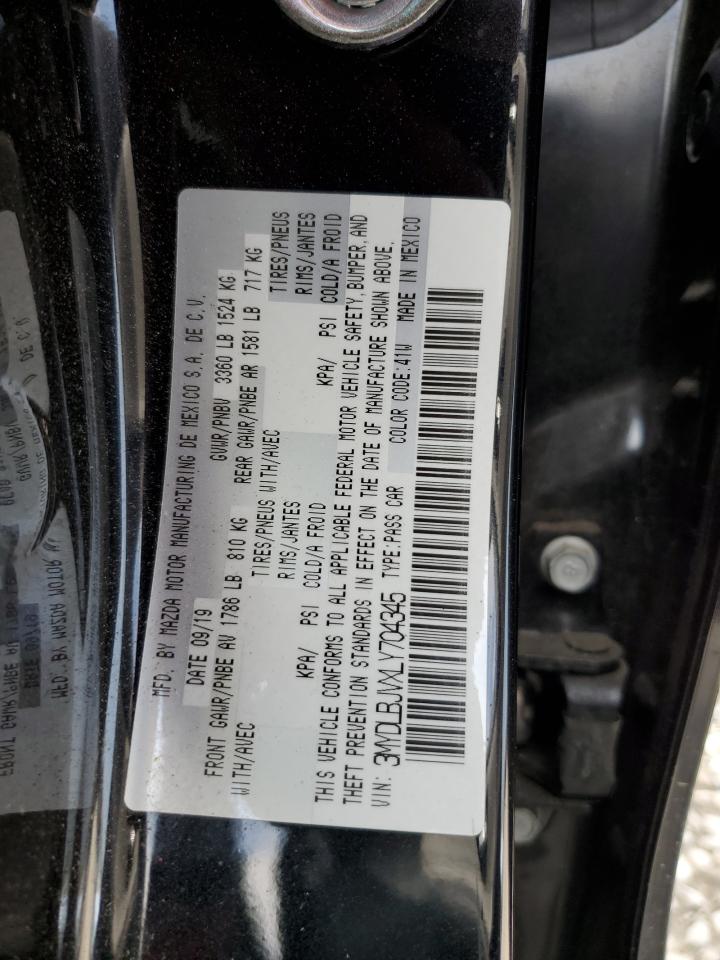 MFD. BY MAZDA MOTOR MANUFACTURING DE MEXICO S.A. DE C.V.
DATE 09/19 GVWR/PNBV 3360 LB 1524 KG
FRONT GAWR/PNBE AV 1786 LB 810 KG REAR GAWR/PNBE AR 1581 LB 717 KG
WITH/AVEC TIRES/PNEUS WITH/AVEC TIRES/PNEUS
RIMS/JANTES RIMS/JANTES
KPA/ PSI COLD/A FROID KPA/ PSI COLD/A FROID
THIS VEHICLE CONFORMS TO ALL APPLICABLE FEDERAL MOTOR VEHICLE SAFETY, BUMPER, AND
THEFT PREVENTION STANDARDS IN EFFECT ON THE DATE OF MANUFACTURE SHOWN ABOVE.
VIN: 3MYDLBJVXLY704345 TYPE:PASS CAR COLOR CODE:41W MADE IN MEXICO